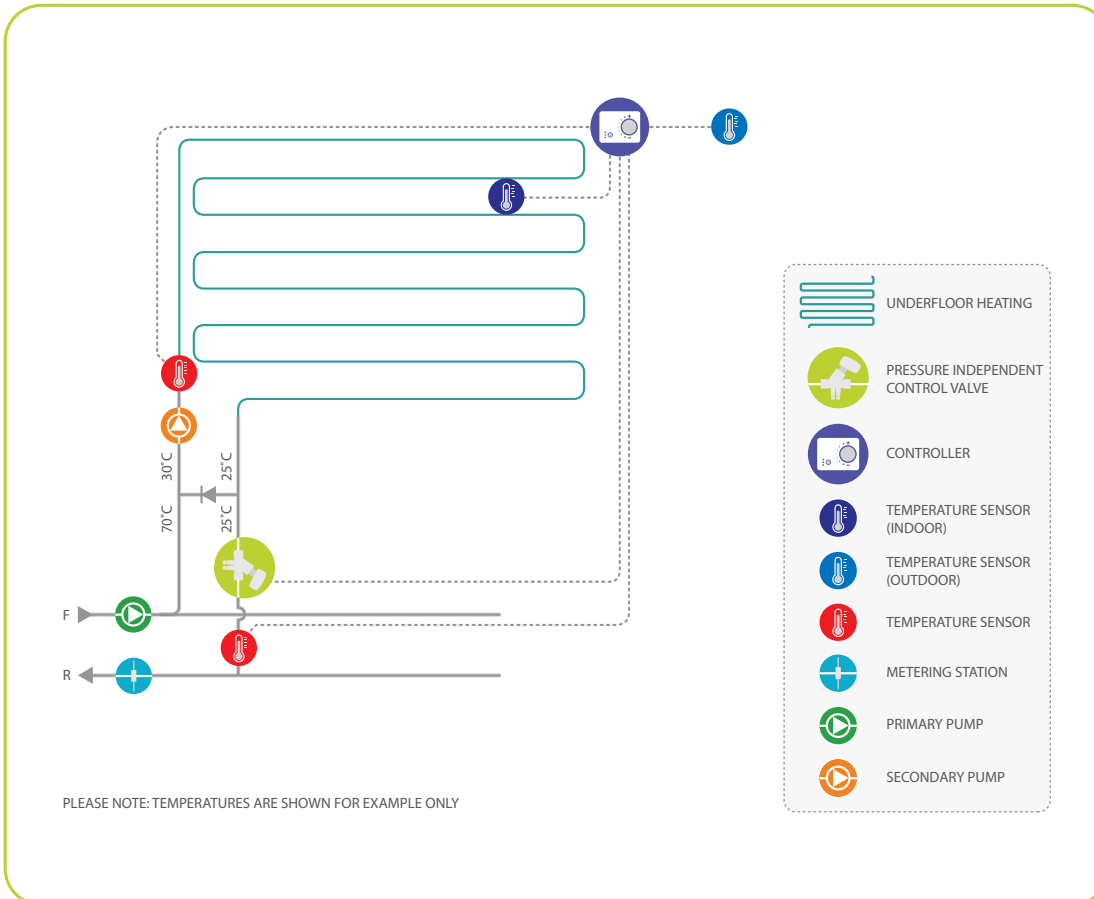 30˚C
25˚C
70˚C
25˚C
F
R
PLEASE NOTE: TEMPERATURES ARE SHOWN FOR EXAMPLE ONLY
UNDERFLOOR HEATING
PRESSURE INDEPENDENT
CONTROL VALVE
CONTROLLER
TEMPERATURE SENSOR
(INDOOR)
TEMPERATURE SENSOR
(OUTDOOR)
TEMPERATURE SENSOR
METERING STATION
PRIMARY PUMP
SECONDARY PUMP